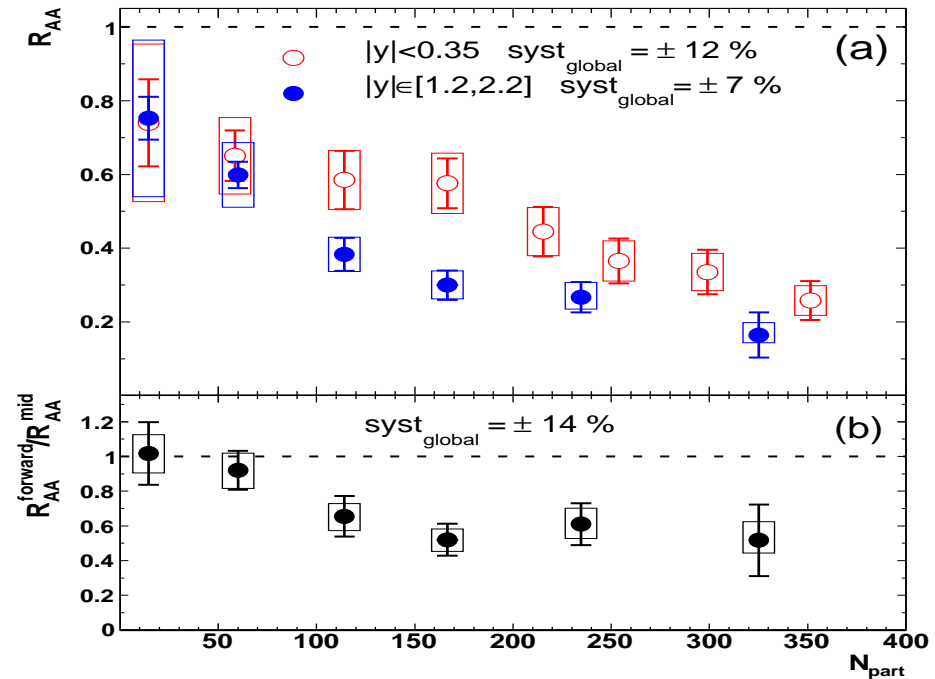 R_AA
1
0.8
0.6
0.4
0.2
|y|<0.35 syst_global = ± 12 %
|y|∈[1.2,2.2] syst_global = ± 7 %
(a)
R_AA^forward/R_AA^mid
1.2
1
0.8
0.6
0.4
0.2
0
syst_global = ± 14 %
(b)
50 100 150 200 250 300 350 400
N_part